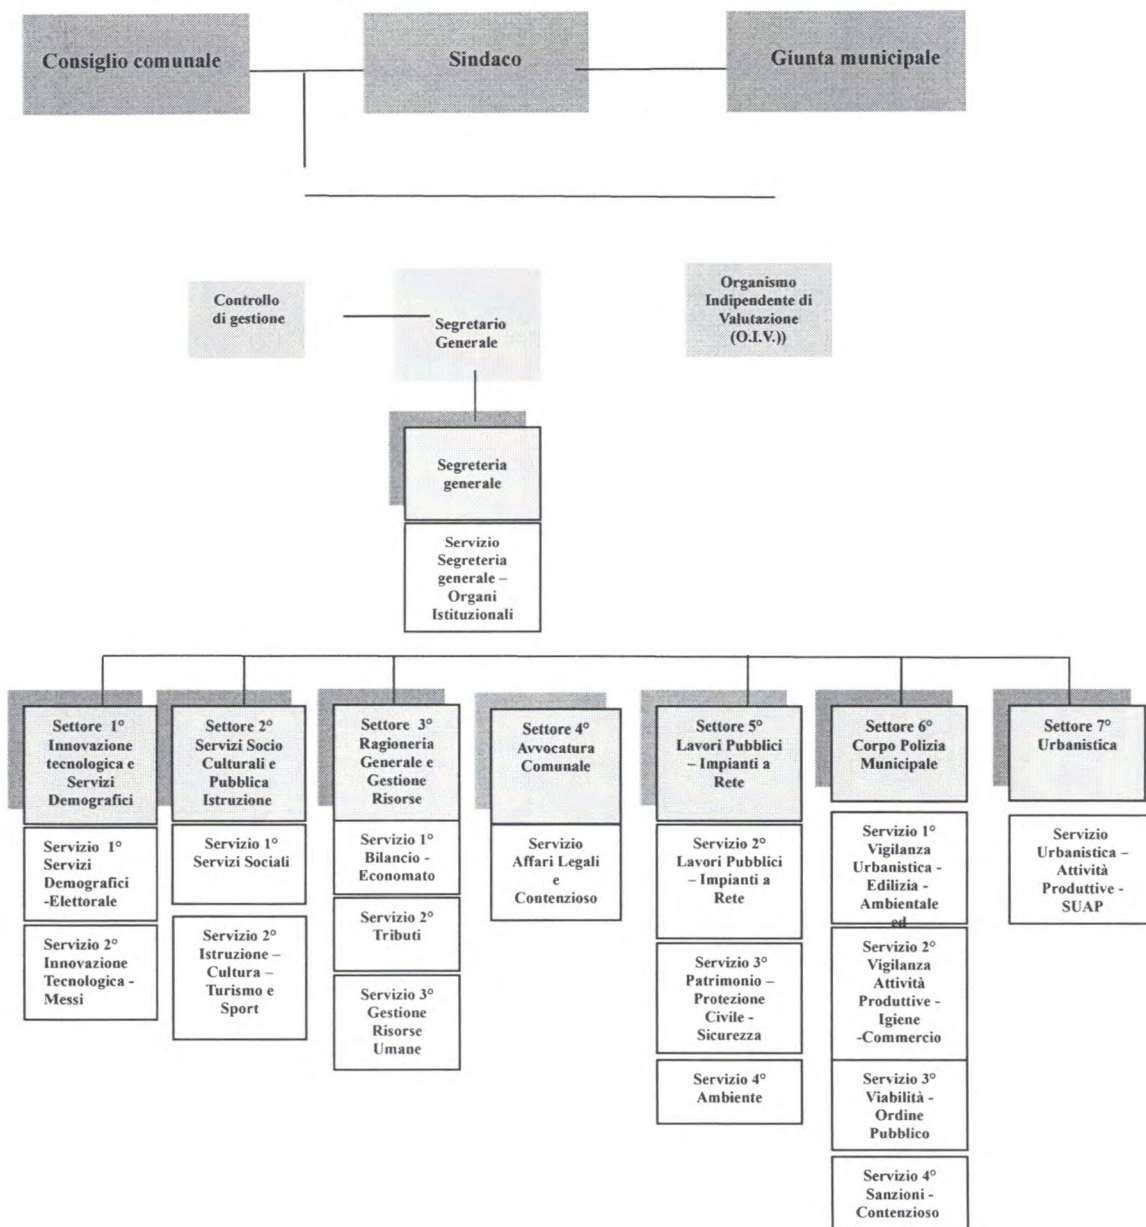 Consiglio comunale
Sindaco
Giunta municipale
Controllo
di gestione
Segretario
Generale
Organismo
Indipendente di
Valutazione
(O.I.V.))
Segreteria
generale
Servizio
Segreteria
generale –
Organi
Istituzionali
Settore 1°
Innovazione
tecnologica e
Servizi
Demografici
Servizio 1°
Servizi
Demografici
-Elettorale
Servizio 2°
Innovazione
Tecnologica -
Messi
Settore 2°
Servizi Socio
Culturali e
Pubblica
Istruzione
Servizio 1°
Servizi Sociali
Servizio 2°
Istruzione –
Cultura –
Turismo e
Sport
Settore 3°
Ragioneria
Generale e
Gestione
Risorse
Servizio 1°
Bilancio -
Economato
Servizio 2°
Tributi
Servizio 3°
Gestione
Risorse
Umane
Settore 4°
Avvocatura
Comunale
Servizio
Affari Legali
e
Contenzioso
Settore 5°
Lavori Pubblici
– Impianti a
Rete
Servizio 2°
Lavori Pubblici
– Impianti a
Rete
Servizio 3°
Patrimonio –
Protezione
Civile -
Sicurezza
Servizio 4°
Ambiente
Settore 6°
Corpo Polizia
Municipale
Servizio 1°
Vigilanza
Urbanistica -
Edilizia -
Ambientale
ed
Servizio 2°
Vigilanza
Attività
Produttive -
Igiene
-Commercio
Servizio 3°
Viabilità -
Ordine
Pubblico
Servizio 4°
Sanzioni -
Contenzioso
Settore 7°
Urbanistica
Servizio
Urbanistica –
Attività
Produttive -
SUAP